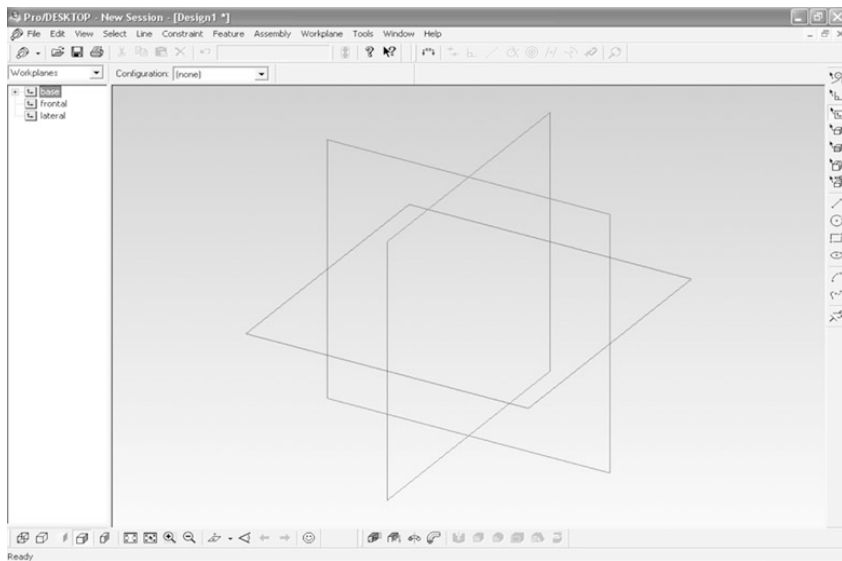 Pro/DESKTOP - New Session - [Design1 *]
File Edit View Select Line Constraint Feature Assembly Workplane Tools Window Help
Workplanes Configuration: (none)
base
frontal
lateral
Ready